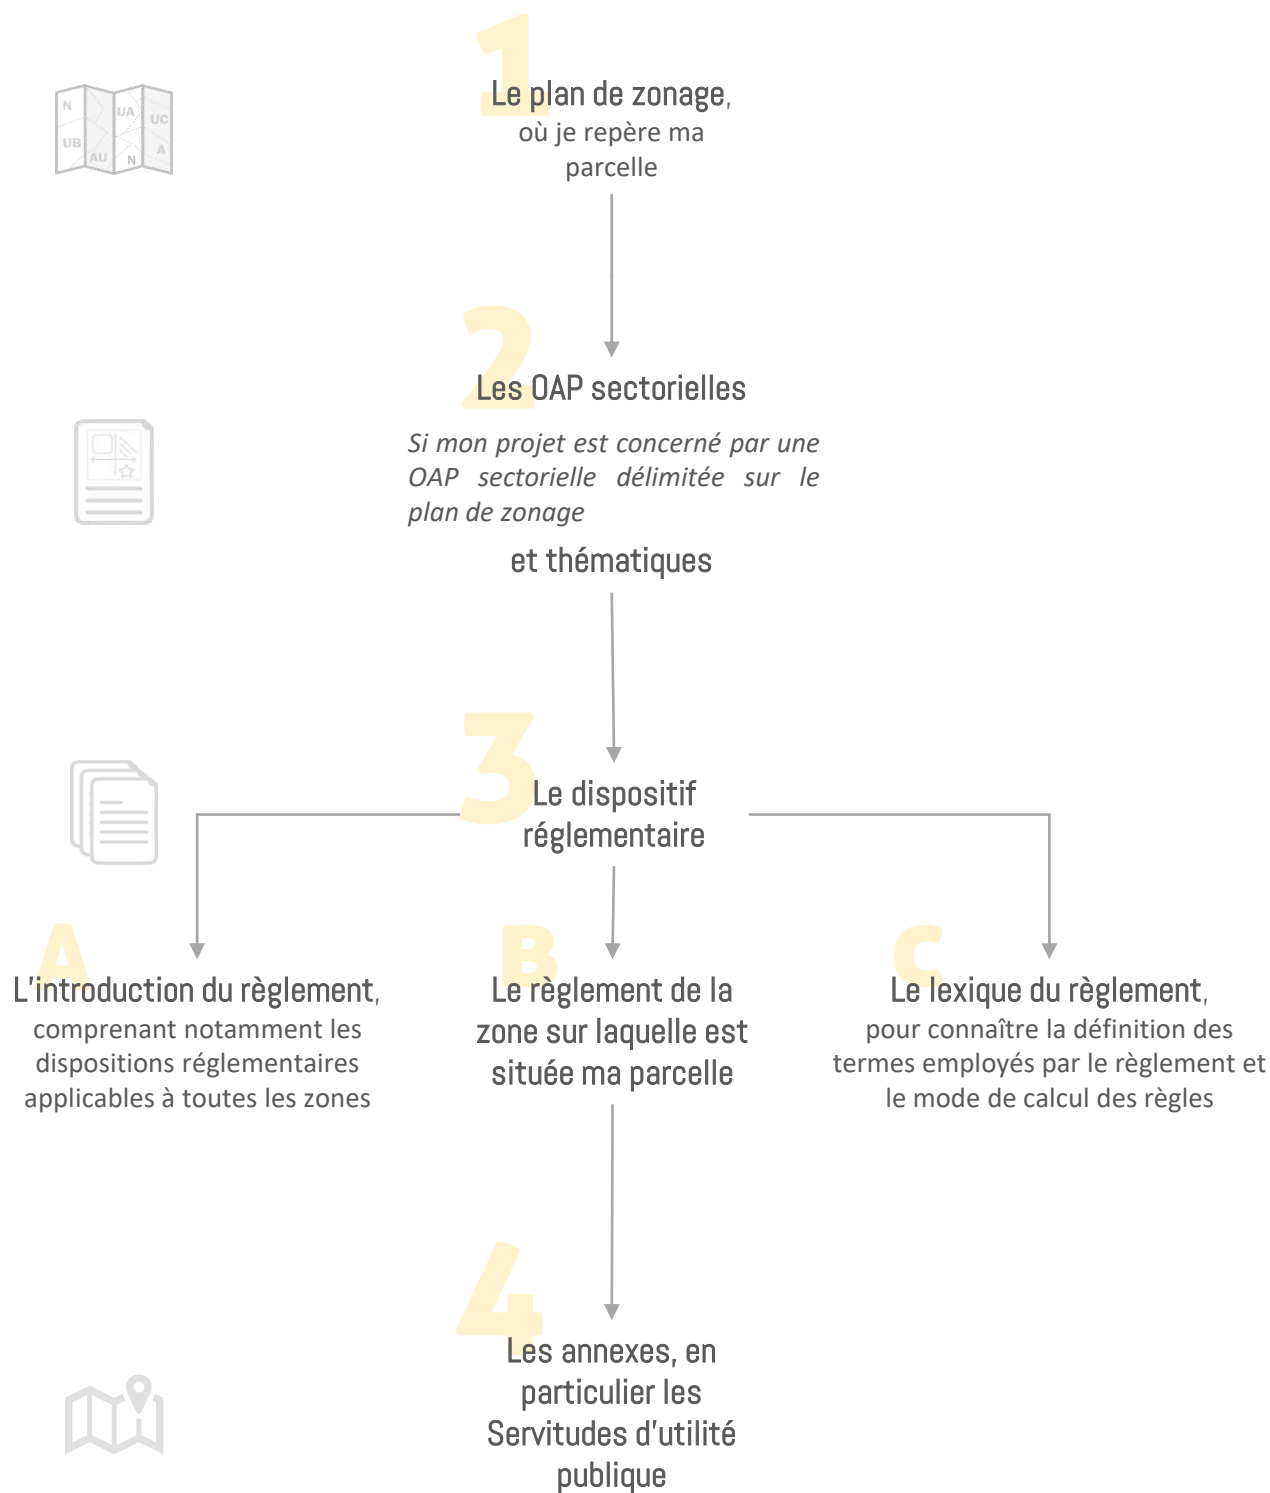 1
Le plan de zonage,
où je repère ma
parcelle
N
UA
UC
UB
AU
N
A
2
Les OAP sectorielles
Si mon projet est concerné par une
OAP sectorielle délimitée sur le
plan de zonage
et thématiques
3
Le dispositif
réglementaire
A
L'introduction du règlement,
comprenant notamment les
dispositions réglementaires
applicables à toutes les zones
B
Le règlement de la
zone sur laquelle est
située ma parcelle
C
Le lexique du règlement,
pour connaître la définition des
termes employés par le règlement et
le mode de calcul des règles
4
Les annexes, en
particulier les
Servitudes d'utilité
publique